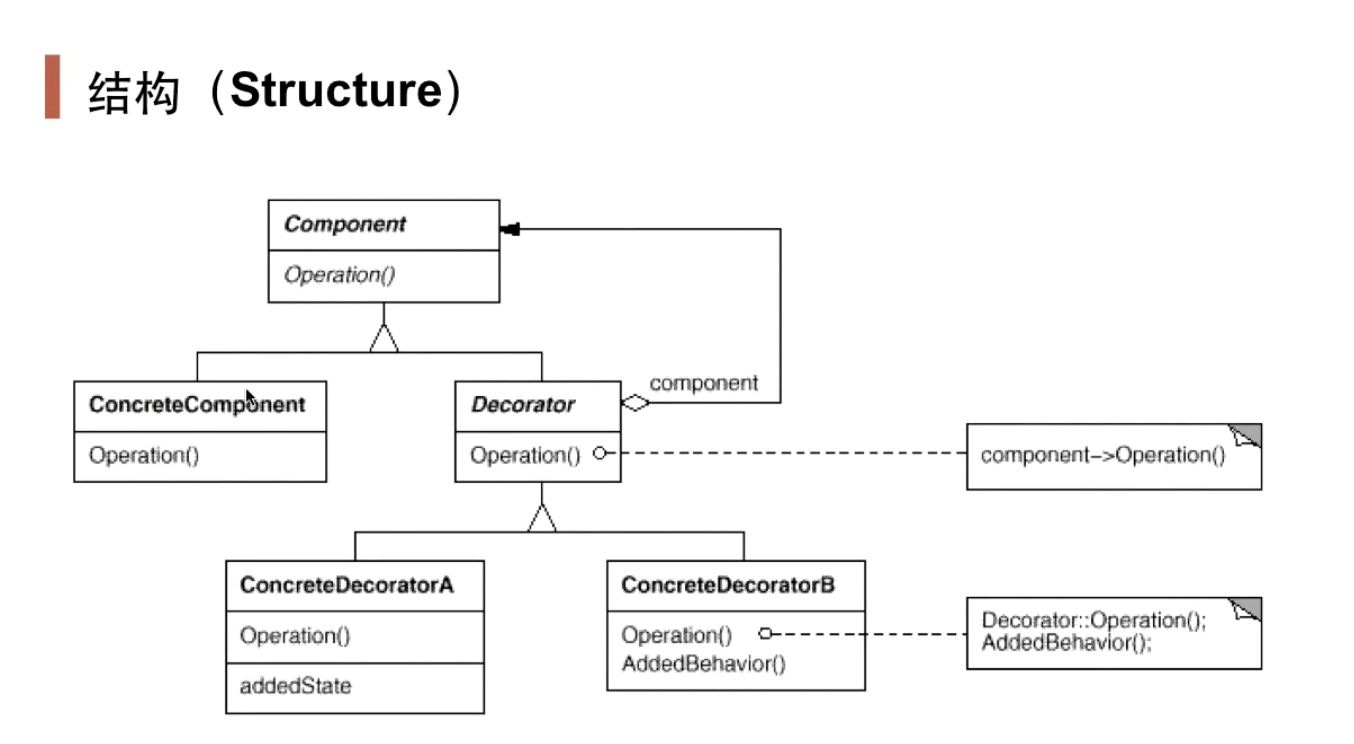 结构（Structure）
Component
Operation()
component
ConcreteComponent
Operation()
Decorator
Operation()
component->Operation()
ConcreteDecoratorA
Operation()
addedState
ConcreteDecoratorB
Operation()
AddedBehavior()
Decorator::Operation();
AddedBehavior();